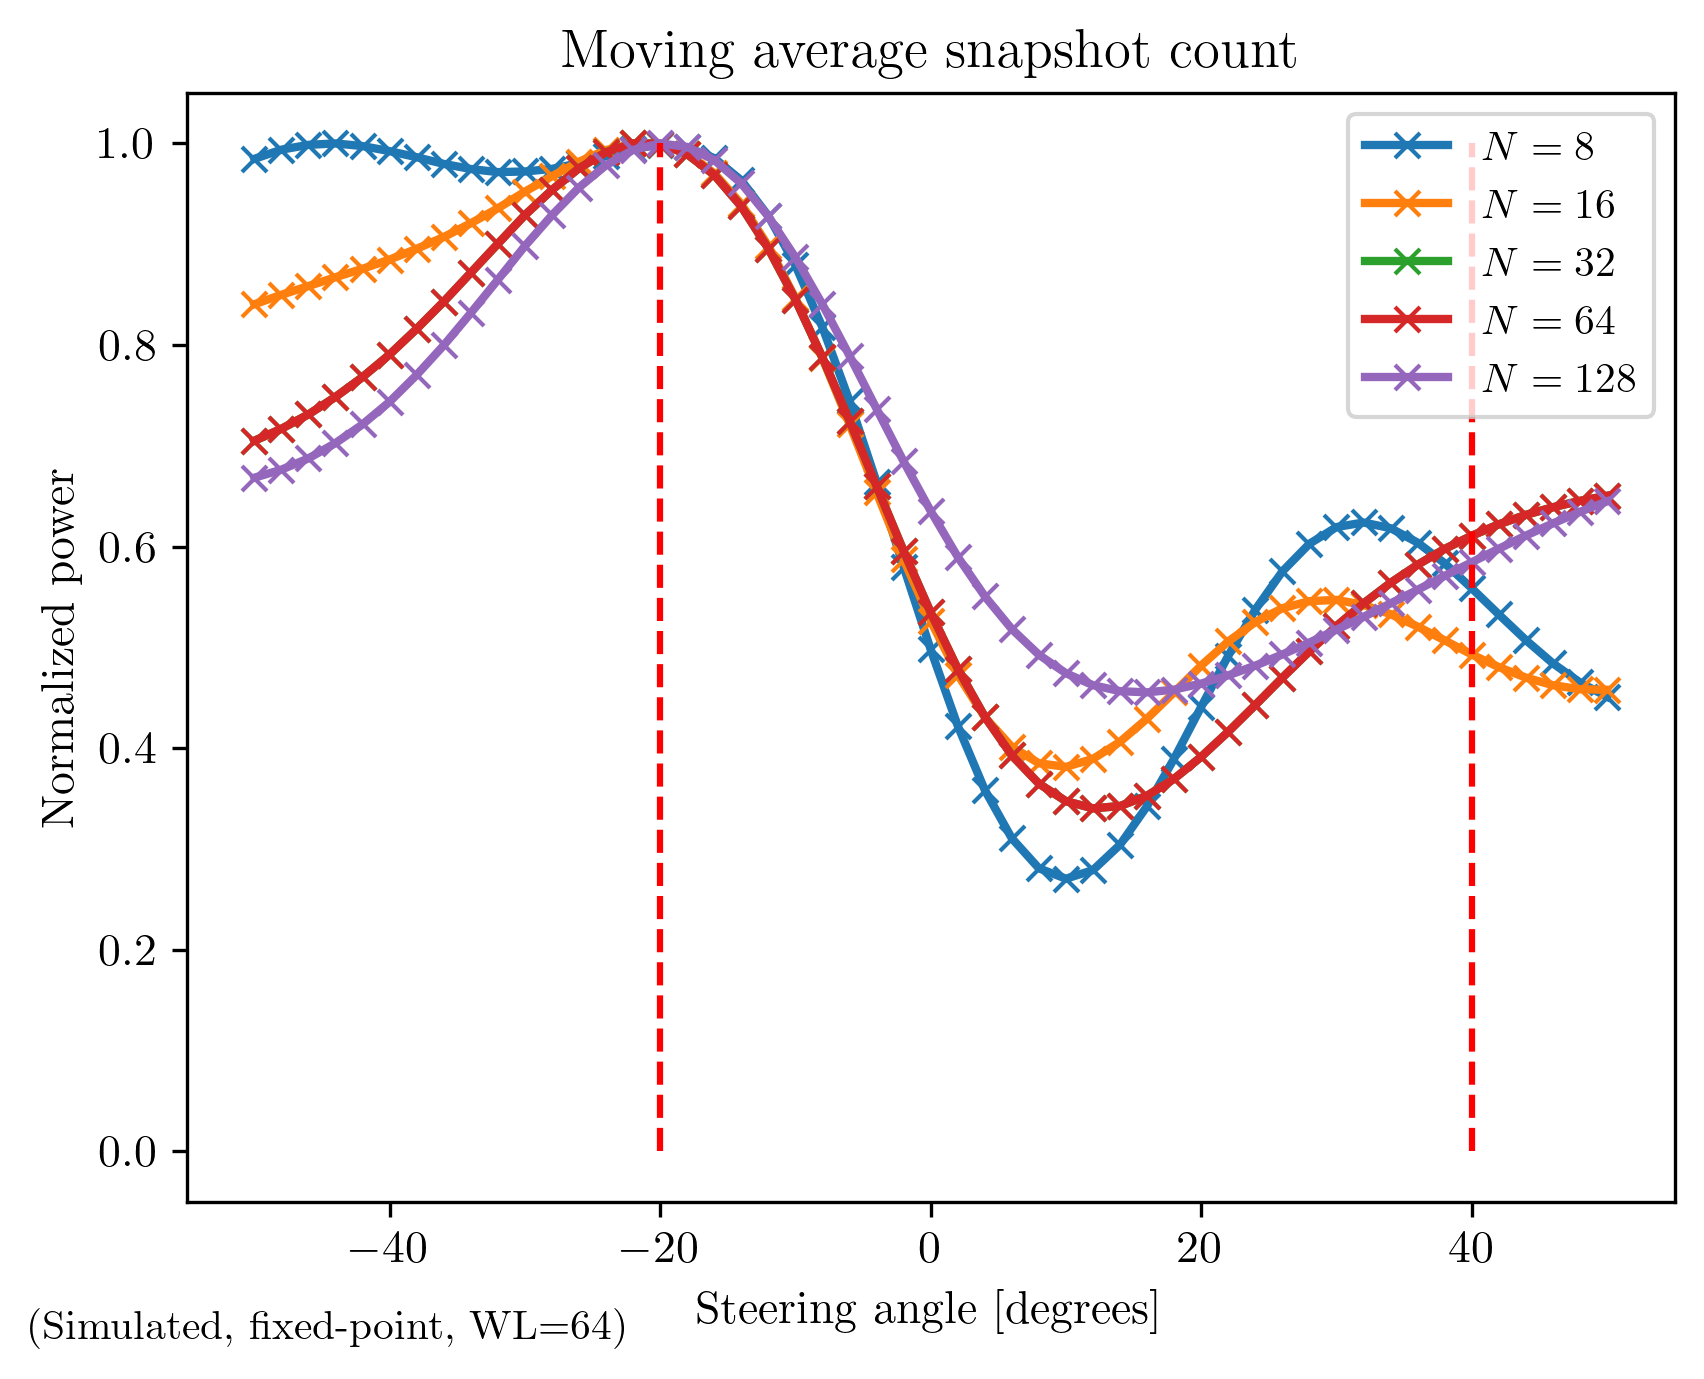 Moving average snapshot count
1.0
0.8
0.6
0.4
0.2
0.0
Normalized power
N = 8
N = 16
N = 32
N = 64
N = 128
−40
−20
0
20
40
Steering angle [degrees]
(Simulated, fixed-point, WL=64)